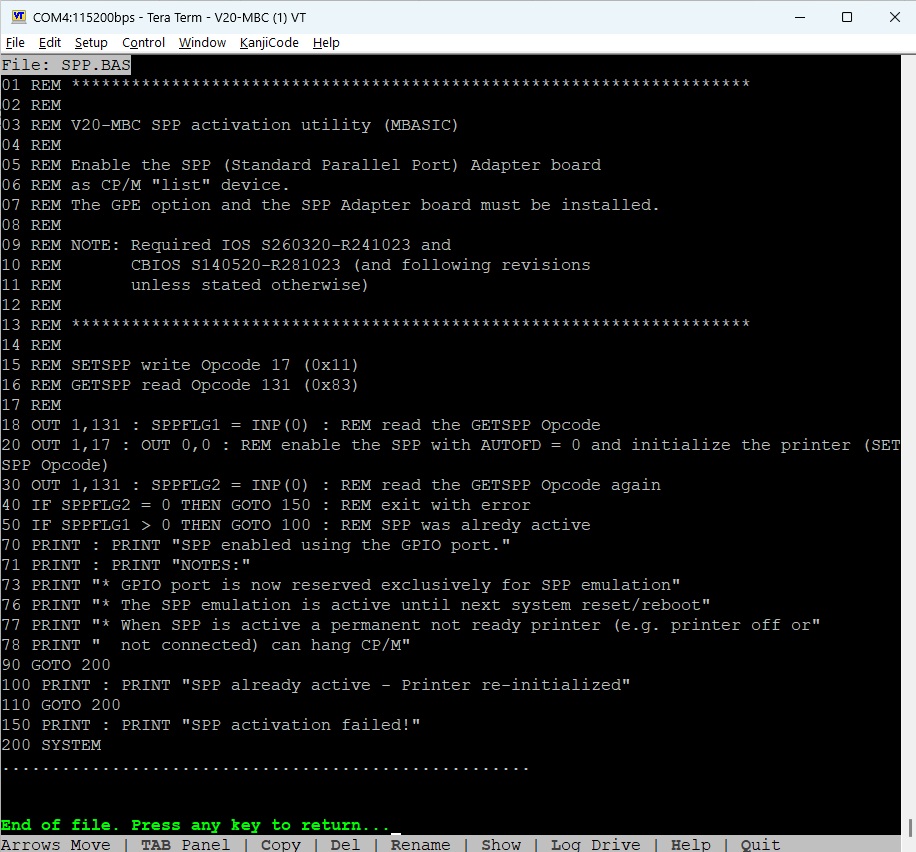 COM4:115200bps - Tera Term - V20-MBC (1) VT
File Edit Setup Control Window KanjiCode Help
File: SPP.BAS
01 REM ********************************************************************
02 REM
03 REM V20-MBC SPP activation utility (MBASIC)
04 REM
05 REM Enable the SPP (Standard Parallel Port) Adapter board
06 REM as CP/M "list" device.
07 REM The GPE option and the SPP Adapter board must be installed.
08 REM
09 REM NOTE: Required IOS S260320-R241023 and
10 REM       CBIOS S140520-R281023 (and following revisions
11 REM       unless stated otherwise)
12 REM
13 REM ********************************************************************
14 REM
15 REM SETSPP write Opcode 17 (0x11)
16 REM GETSPP read Opcode 131 (0x83)
17 REM
18 OUT 1,131 : SPPFLG1 = INP(0) : REM read the GETSPP Opcode
20 OUT 1,17 : OUT 0,0 : REM enable the SPP with AUTOFD = 0 and initialize the printer (SET
SPP Opcode)
30 OUT 1,131 : SPPFLG2 = INP(0) : REM read the GETSPP Opcode again
40 IF SPPFLG2 = 0 THEN GOTO 150 : REM exit with error
50 IF SPPFLG1 > 0 THEN GOTO 100 : REM SPP was alredy active
70 PRINT : PRINT "SPP enabled using the GPIO port."
71 PRINT : PRINT "NOTES:"
73 PRINT "* GPIO port is now reserved exclusively for SPP emulation"
76 PRINT "* The SPP emulation is active until next system reset/reboot"
77 PRINT "* When SPP is active a permanent not ready printer (e.g. printer off or"
78 PRINT "  not connected) can hang CP/M"
90 GOTO 200
100 PRINT : PRINT "SPP already active - Printer re-initialized"
110 GOTO 200
150 PRINT : PRINT "SPP activation failed!"
200 SYSTEM
.....................................................
End of file. Press any key to return..._
Arrows Move | TAB Panel | Copy | Del | Rename | Show | Log Drive | Help | Quit